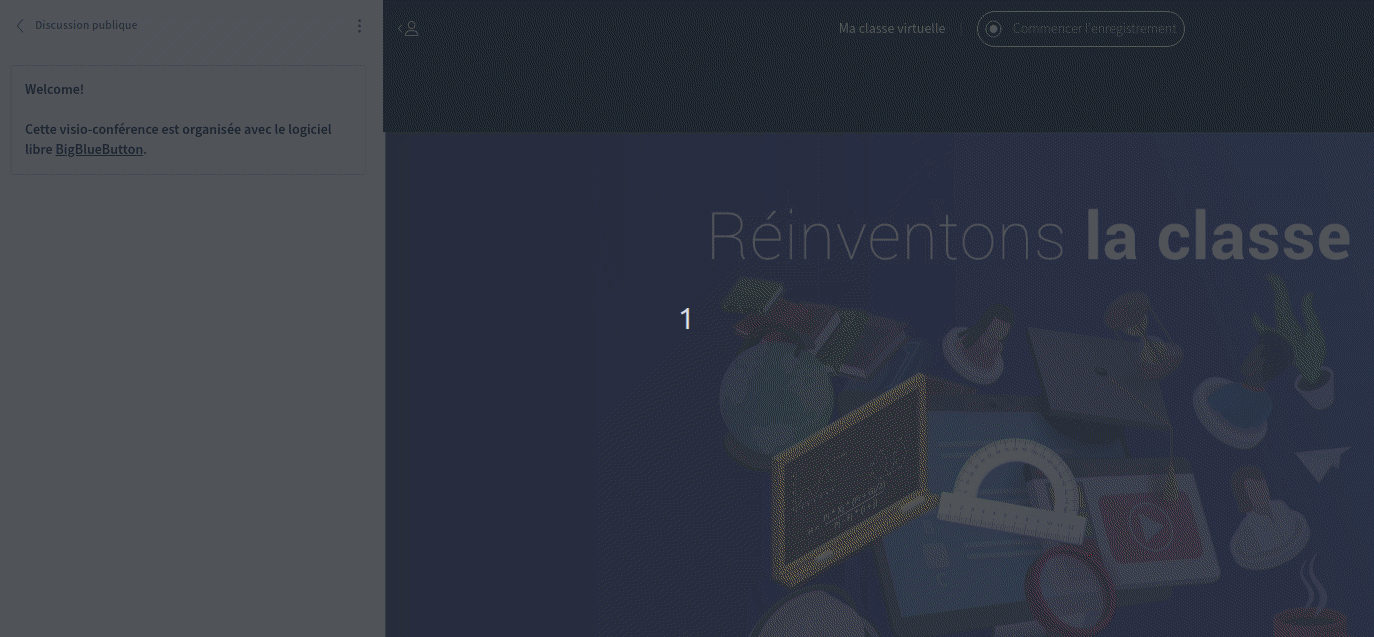 Discussion publique
Welcome!
Cette visio-conférence est organisée avec le logiciel
libre BigBlueButton.
Ma classe virtuelle
Commencer l'enregistrement
Réinventons la classe
1